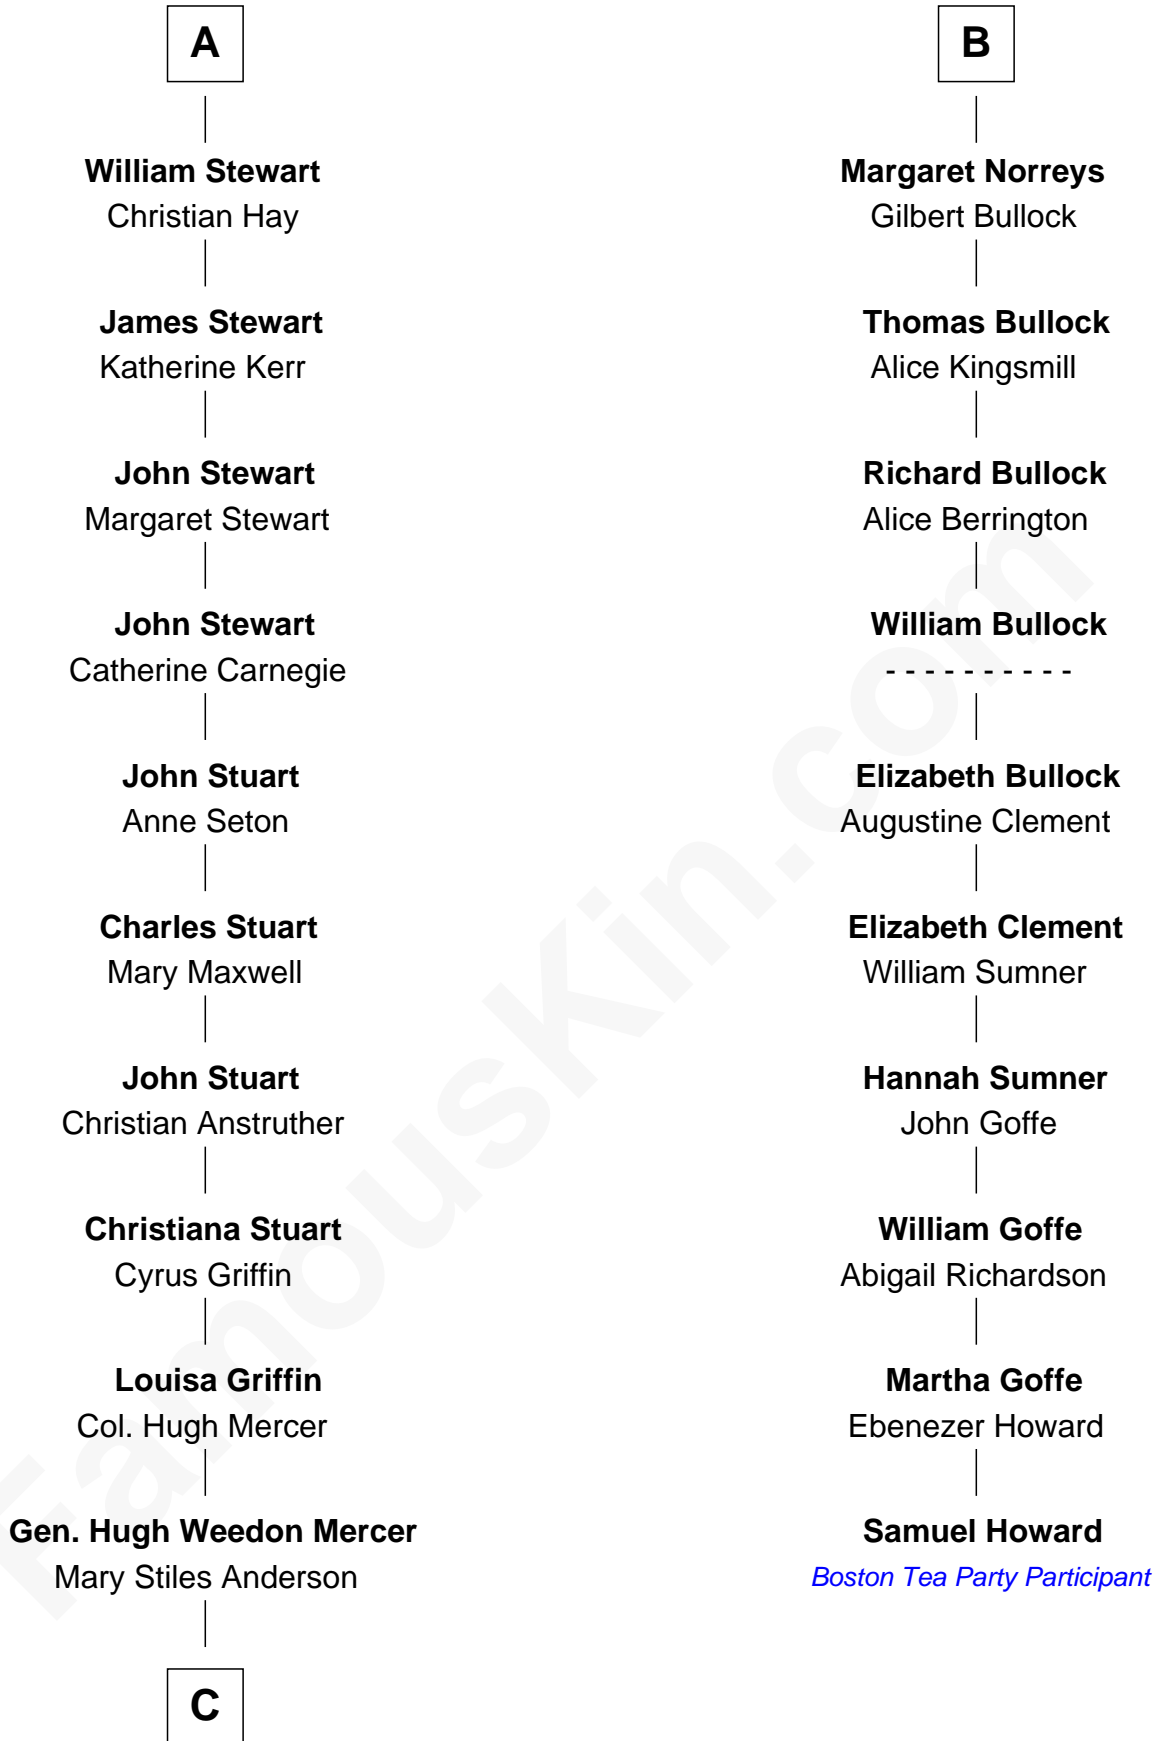 A
William Stewart
Christian Hay
James Stewart
Katherine Kerr
John Stewart
Margaret Stewart
John Stewart
Catherine Carnegie
John Stuart
Anne Seton
Charles Stuart
Mary Maxwell
John Stuart
Christian Anstruther
Christiana Stuart
Cyrus Griffin
Louisa Griffin
Col. Hugh Mercer
Gen. Hugh Weedon Mercer
Mary Stiles Anderson
C
B
Margaret Norreys
Gilbert Bullock
Thomas Bullock
Alice Kingsmill
Richard Bullock
Alice Berrington
William Bullock
- - - - - - - - - -
Elizabeth Bullock
Augustine Clement
Elizabeth Clement
William Sumner
Hannah Sumner
John Goffe
William Goffe
Abigail Richardson
Martha Goffe
Ebenezer Howard
Samuel Howard
Boston Tea Party Participant
FamousKin.com